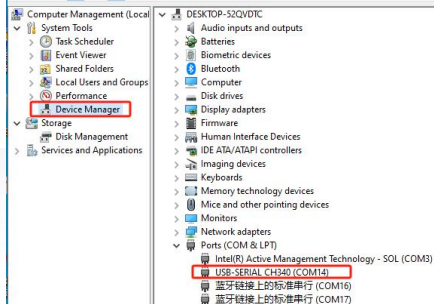 Computer Management (Local
System Tools
Task Scheduler
Event Viewer
Shared Folders
Local Users and Groups
Performance
Device Manager
Storage
Disk Management
Services and Applications
DESKTOP-52QVDTC
Audio inputs and outputs
Batteries
Biometric devices
Bluetooth
Computer
Disk drives
Display adapters
Firmware
Human Interface Devices
IDE ATA/ATAPI controllers
Imaging devices
Keyboards
Memory technology devices
Mice and other pointing devices
Monitors
Network adapters
Ports (COM & LPT)
Intel(R) Active Management Technology - SOL (COM3)
USB-SERIAL CH340 (COM14)
蓝牙链接上的标准串行 (COM16)
蓝牙链接上的标准串行 (COM17)